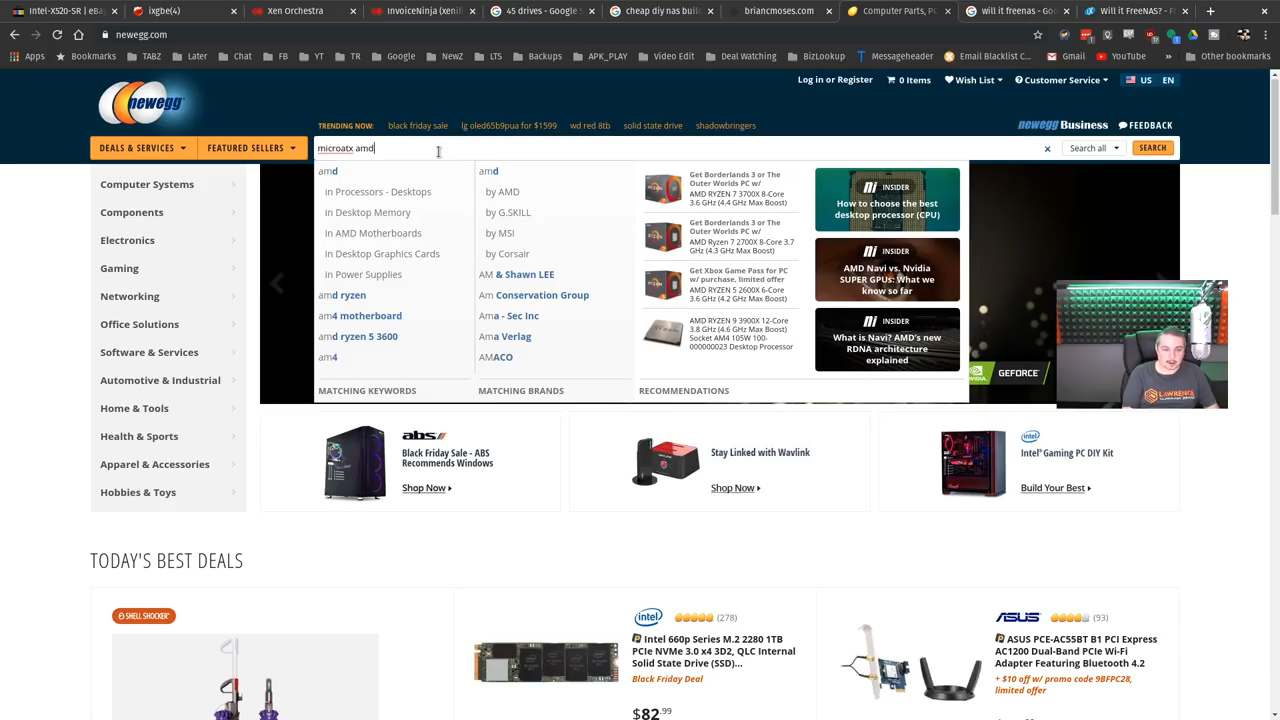 Intel-X520-SR | eBa
ixgbe(4)
Xen Orchestra
InvoiceNinja (xenif
45 drives - Google S
cheap diy nas buil
briancmoses.com
Computer Parts, PC
will it freenas - Goo
Will it FreeNAS? - F
newegg.com
Apps
Bookmarks
TABZ
Later
Chat
FB
YT
TR
Google
NewZ
LTS
Backups
APK_PLAY
Video Edit
Deal Watching
BizLookup
Messageheader
Email Blacklist c...
Gmail
YouTube
»
Other bookmarks
Log in or Register
0 Items
Wish List
Customer Service
US
EN
newegg
TRENDING NOW:
black friday sale
lg oled65b9pua for $1599
wd red 8tb
solid state drive
shadowbringers
newegg Business
FEEDBACK
DEALS & SERVICES
FEATURED SELLERS
microatx amd
Search all
SEARCH
Computer Systems
Components
Electronics
Gaming
Networking
Office Solutions
Software & Services
Automotive & Industrial
Home & Tools
Health & Sports
Apparel & Accessories
Hobbies & Toys
amd
in Processors - Desktops
in Desktop Memory
in AMD Motherboards
in Desktop Graphics Cards
in Power Supplies
amd ryzen
am4 motherboard
amd ryzen 5 3600
am4
MATCHING KEYWORDS
amd
by AMD
by G.SKILL
by MSI
by Corsair
AM & Shawn LEE
Am Conservation Group
Ama - Sec Inc
Ama Verlag
AMACO
MATCHING BRANDS
Get Borderlands 3 or The
Outer Worlds PC w/
AMD RYZEN 7 3700X 8-Core
3.6 GHz (4.4 GHz Max Boost)
Get Borderlands 3 or The
Outer Worlds PC w/
AMD Ryzen 7 2700X 8-Core 3.7
GHz (4.3 GHz Max Boost)
Get Xbox Game Pass for PC
w/ purchase, limited offer
AMD RYZEN 5 2600X 6-Core
3.6 GHz (4.2 GHz Max Boost)
AMD RYZEN 9 3900X 12-Core
3.8 GHz (4.6 GHz Max Boost)
Socket AM4 105W 100-
100000023 Desktop Processor
RECOMMENDATIONS
INSIDER
How to choose the best
desktop processor (CPU)
INSIDER
AMD Navi vs. Nvidia
SUPER GPUs: What we
know so far
INSIDER
What is Navi? AMD's new
RDNA architecture
explained
NVIDIA
GEFORCE
LAWRENCE
abs
Black Friday Sale - ABS
Recommends Windows
Shop Now
Stay Linked with Wavlink
Shop Now
intel
Intel® Gaming PC DIY Kit
Build Your Best
TODAY'S BEST DEALS
SHELL SHOCKER®
intel
(278)
Intel 660p Series M.2 2280 1TB
PCIe NVMe 3.0 x4 3D2, QLC Internal
Solid State Drive (SSD)...
Black Friday Deal
$82.99
ASUS
(93)
ASUS PCE-AC55BT B1 PCI Express
AC1200 Dual-Band PCIe Wi-Fi
Adapter Featuring Bluetooth 4.2
+ $10 off w/ promo code 9BFPC28,
limited offer